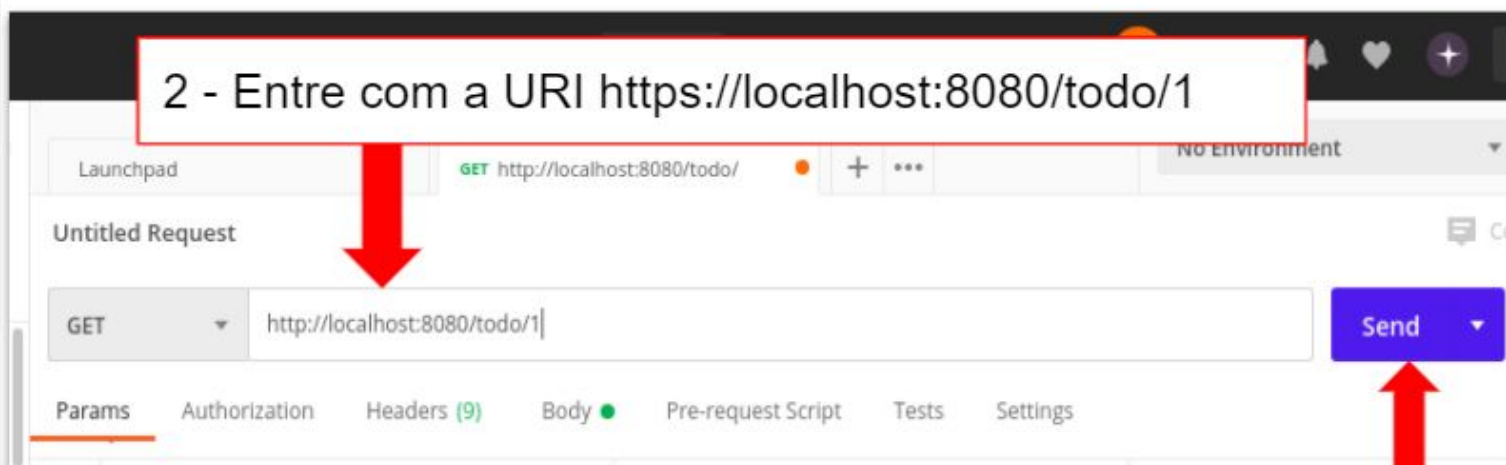 2 - Entre com a URI https://localhost:8080/todo/1
No Environment
Launchpad
GET http://localhost:8080/todo/
Untitled Request
GET
http://localhost:8080/todo/1
Send
Params Authorization Headers (9) Body Pre-request Script Tests Settings